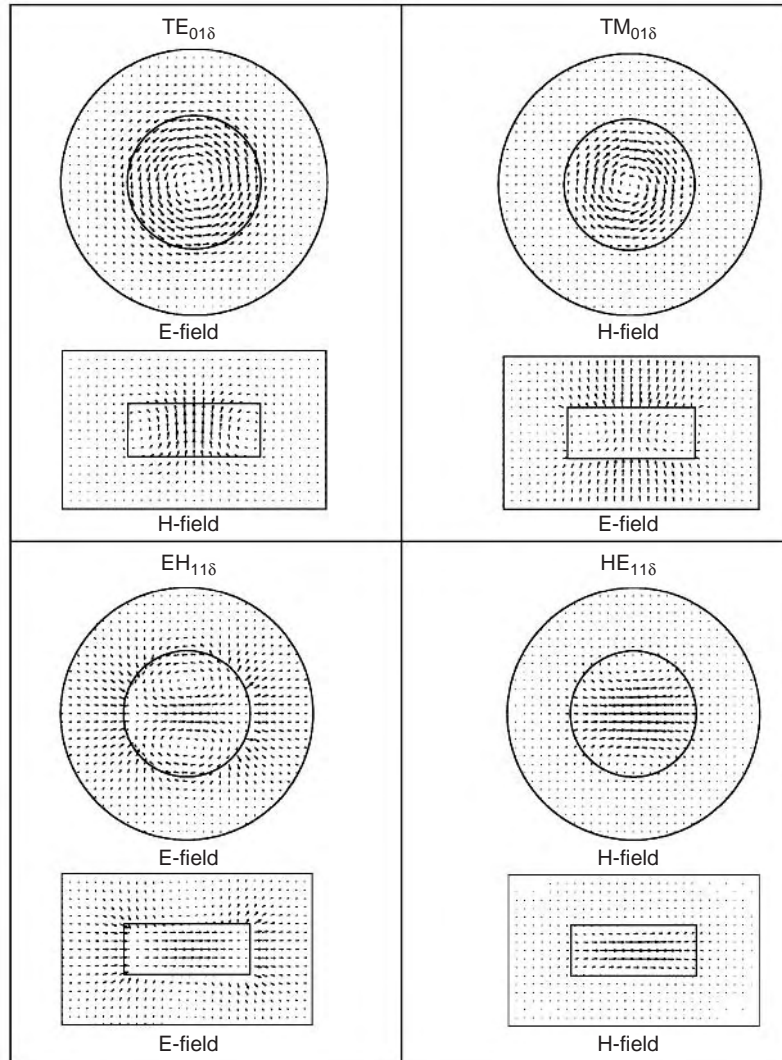 TE₀₁δ
E-field
H-field
TM₀₁δ
H-field
E-field
EH₁₁δ
E-field
E-field
HE₁₁δ
H-field
H-field